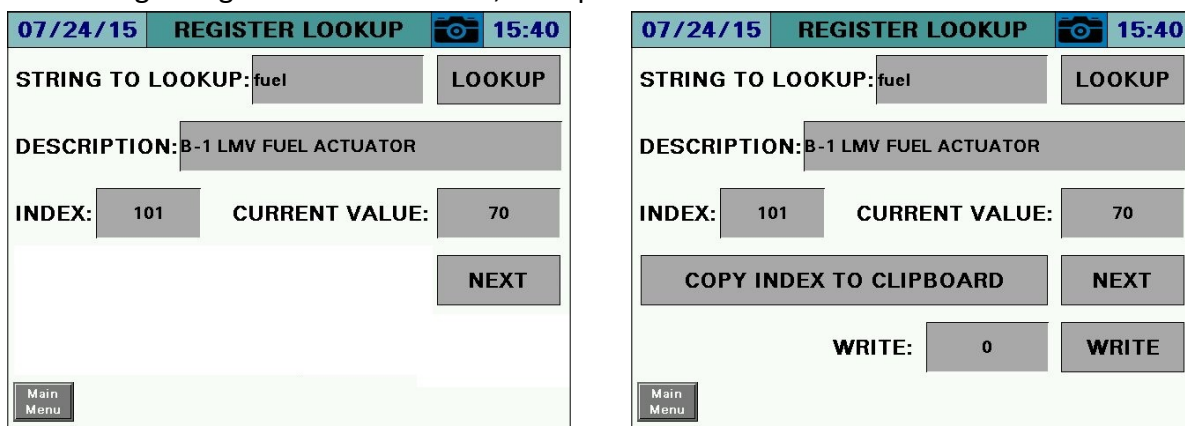 07/24/15 REGISTER LOOKUP 15:40
STRING TO LOOKUP: fuel LOOKUP
DESCRIPTION: B-1 LMV FUEL ACTUATOR
INDEX: 101 CURRENT VALUE: 70
NEXT
Main
Menu
07/24/15 REGISTER LOOKUP 15:40
STRING TO LOOKUP: fuel LOOKUP
DESCRIPTION: B-1 LMV FUEL ACTUATOR
INDEX: 101 CURRENT VALUE: 70
COPY INDEX TO CLIPBOARD NEXT
WRITE: 0 WRITE
Main
Menu